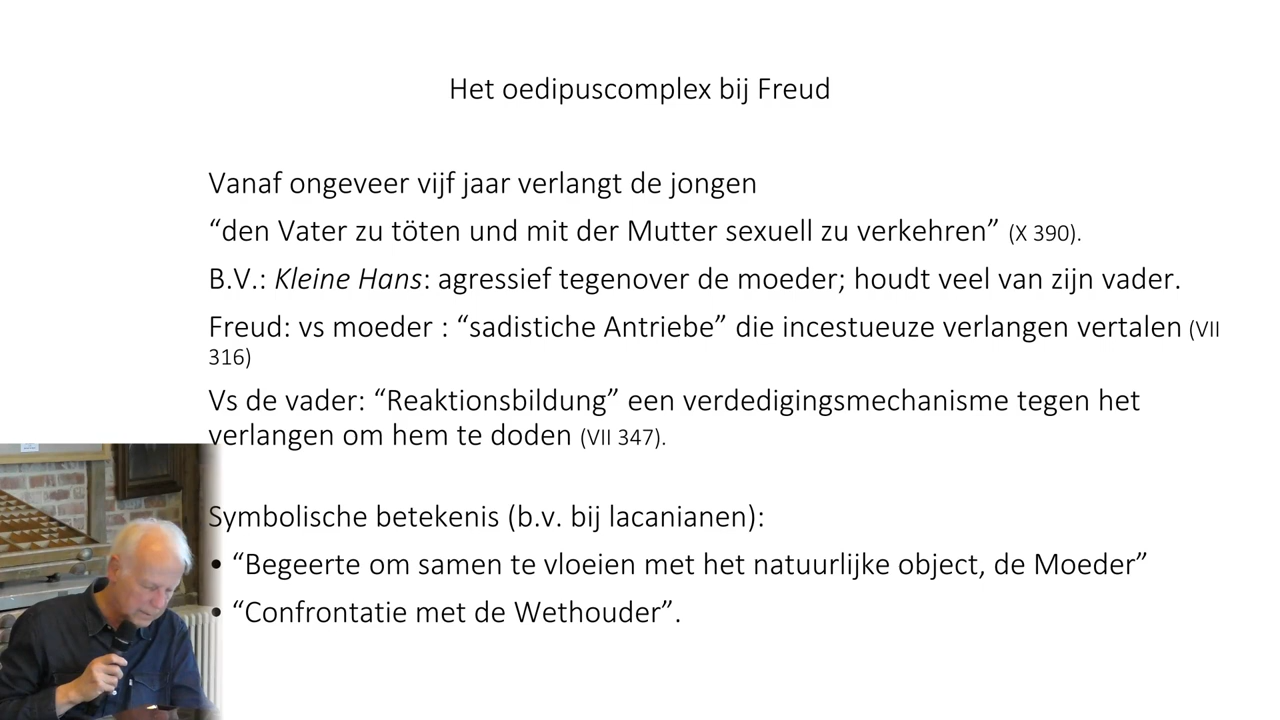 Het oedipuscomplex bij Freud
Vanaf ongeveer vijf jaar verlangt de jongen
“den Vater zu töten und mit der Mutter sexuell zu verkehren” (X 390).
B.V.: Kleine Hans: agressief tegenover de moeder; houdt veel van zijn vader.
Freud: vs moeder : “sadistiche Antriebe” die incestueuze verlangen vertalen (VII
316)
Vs de vader: “Reaktionsbildung” een verdedigingsmechanisme tegen het
verlangen om hem te doden (VII 347).
Symbolische betekenis (b.v. bij lacanianen):
• “Begeerte om samen te vloeien met het natuurlijke object, de Moeder”
• “Confrontatie met de Wethouder”.